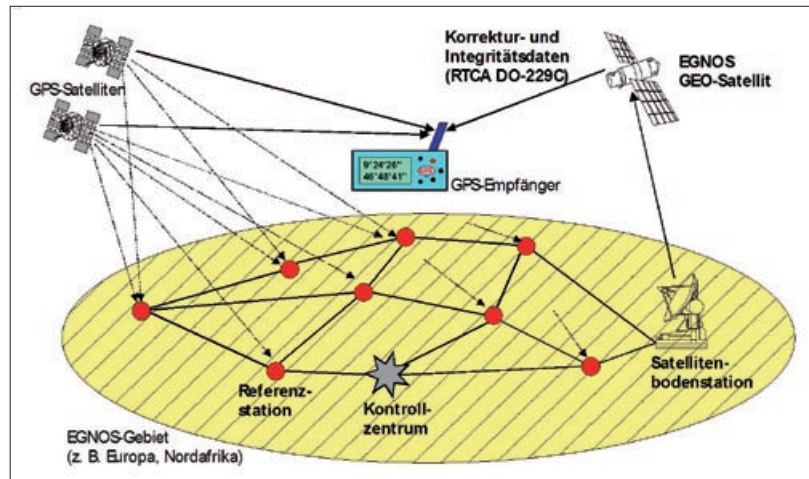 GPS-Satelliten
Korrektur- und
Integritätsdaten
(RTCA DO-229C)
EGNOS
GEO-Satellit
9°24'26"
46°48'41"
GPS
GPS-Empfänger
Referenz-
station
Kontroll-
zentrum
Satelliten-
bodenstation
EGNOS-Gebiet
(z. B. Europa, Nordafrika)